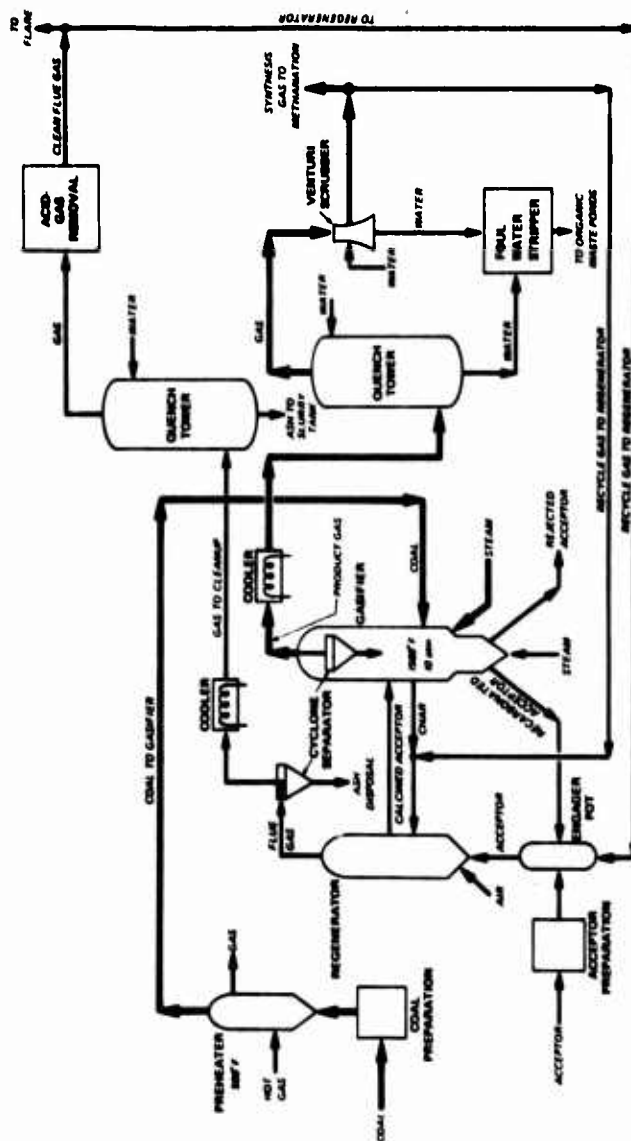 TO
FLARE
TO REGENERATOR
CLEAN FLUE GAS
ACID-
GAS
REMOVAL
GAS
WATER
QUENCH
TOWER
ASH TO
SLURRY
TANK
GAS TO CLEANUP
COOLER
SYNTHESIS
GAS TO
METHANATION
VENTURI
SCRUBBER
WATER
WATER
FOUL
WATER
STRIPPER
TO ORGANIC
WASTE PONDS
GAS
WATER
QUENCH
TOWER
WATER
RECYCLE GAS TO REGENERATOR
RECYCLE GAS TO REGENERATOR
COAL TO GASIFIER
COOLER
PRODUCT GAS
GASIFIER
COAL
STEAM
REJECTED
ACCEPTOR
STEAM
RECARBONATED
ACCEPTOR
CYCLONE
SEPARATOR
ASH
DISPOSAL
CALCINED ACCEPTOR
CHAR
FLUE
GAS
REGENERATOR
AIR
ACCEPTOR
ENGAGER
POT
ACCEPTOR
PREPARATION
ACCEPTOR
GAS
PREHEATER
HOT
GAS
COAL
PREPARATION
COAL